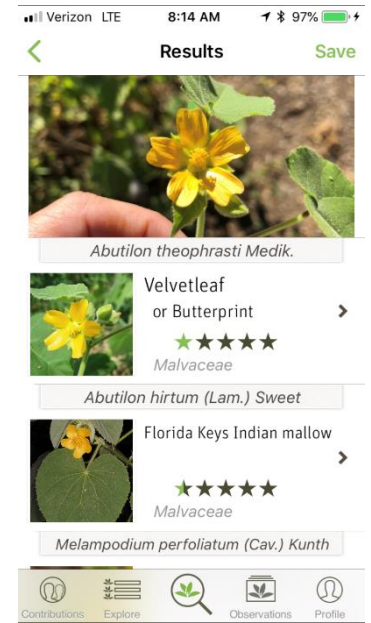 Verizon LTE 8:14 AM 97%
Results Save
Abutilon theophrasti Medik.
Velvetleaf
or Butterprint
Malvaceae
Abutilon hirtum (Lam.) Sweet
Florida Keys Indian mallow
Malvaceae
Melampodium perfoliatum (Cav.) Kunth
Contributions Explore Observations Profile